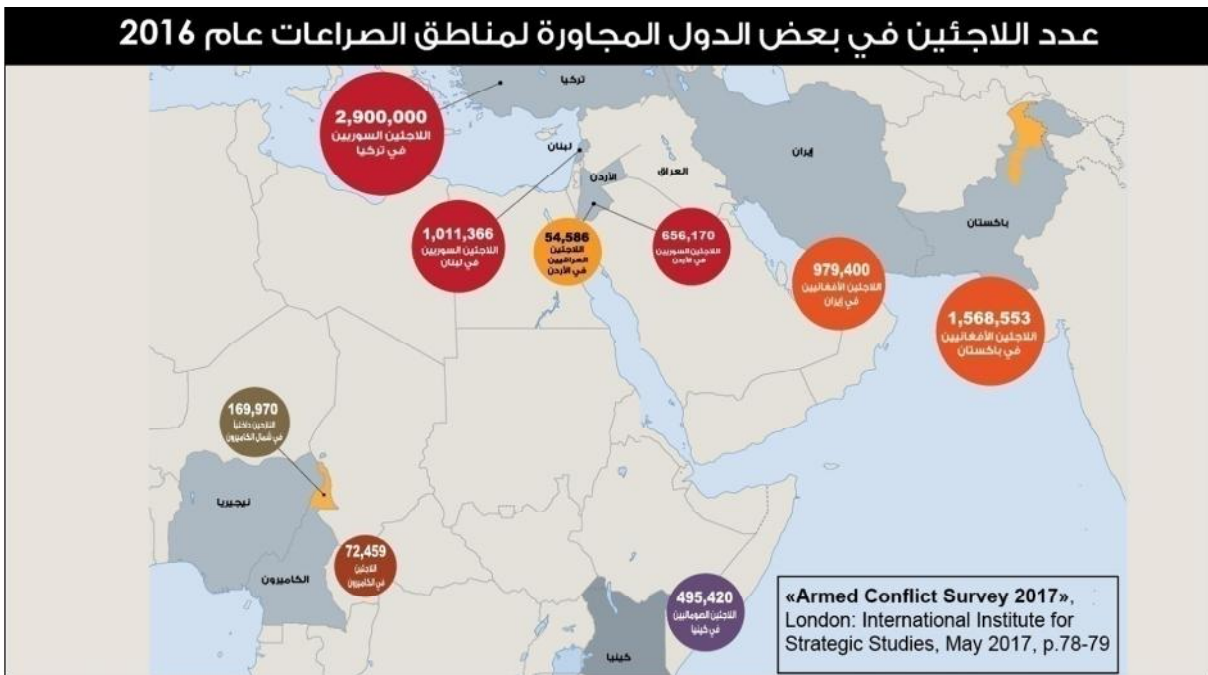 عدد اللاجئين في بعض الدول المجاورة لمناطق الصراعات عام 2016
تركيا
2,900,000
اللاجئين السوريين
في تركيا
لبنان
إيران
العراق
الأردن
باكستان
1,011,366
اللاجئين السوريين
في لبنان
54,586
اللاجئين
العراقيين
في الأردن
656,170
اللاجئين السوريين
في الأردن
979,400
اللاجئين الأفغانيين
في إيران
1,568,553
اللاجئين الأفغانيين
في باكستان
169,970
النازحين داخلياً
في شمال الكاميرون
نيجيريا
72,459
اللاجئين
في الكاميرون
الكاميرون
495,420
اللاجئين الصوماليين
في كينيا
كينيا
«Armed Conflict Survey 2017»,
London: International Institute for
Strategic Studies, May 2017, p.78-79